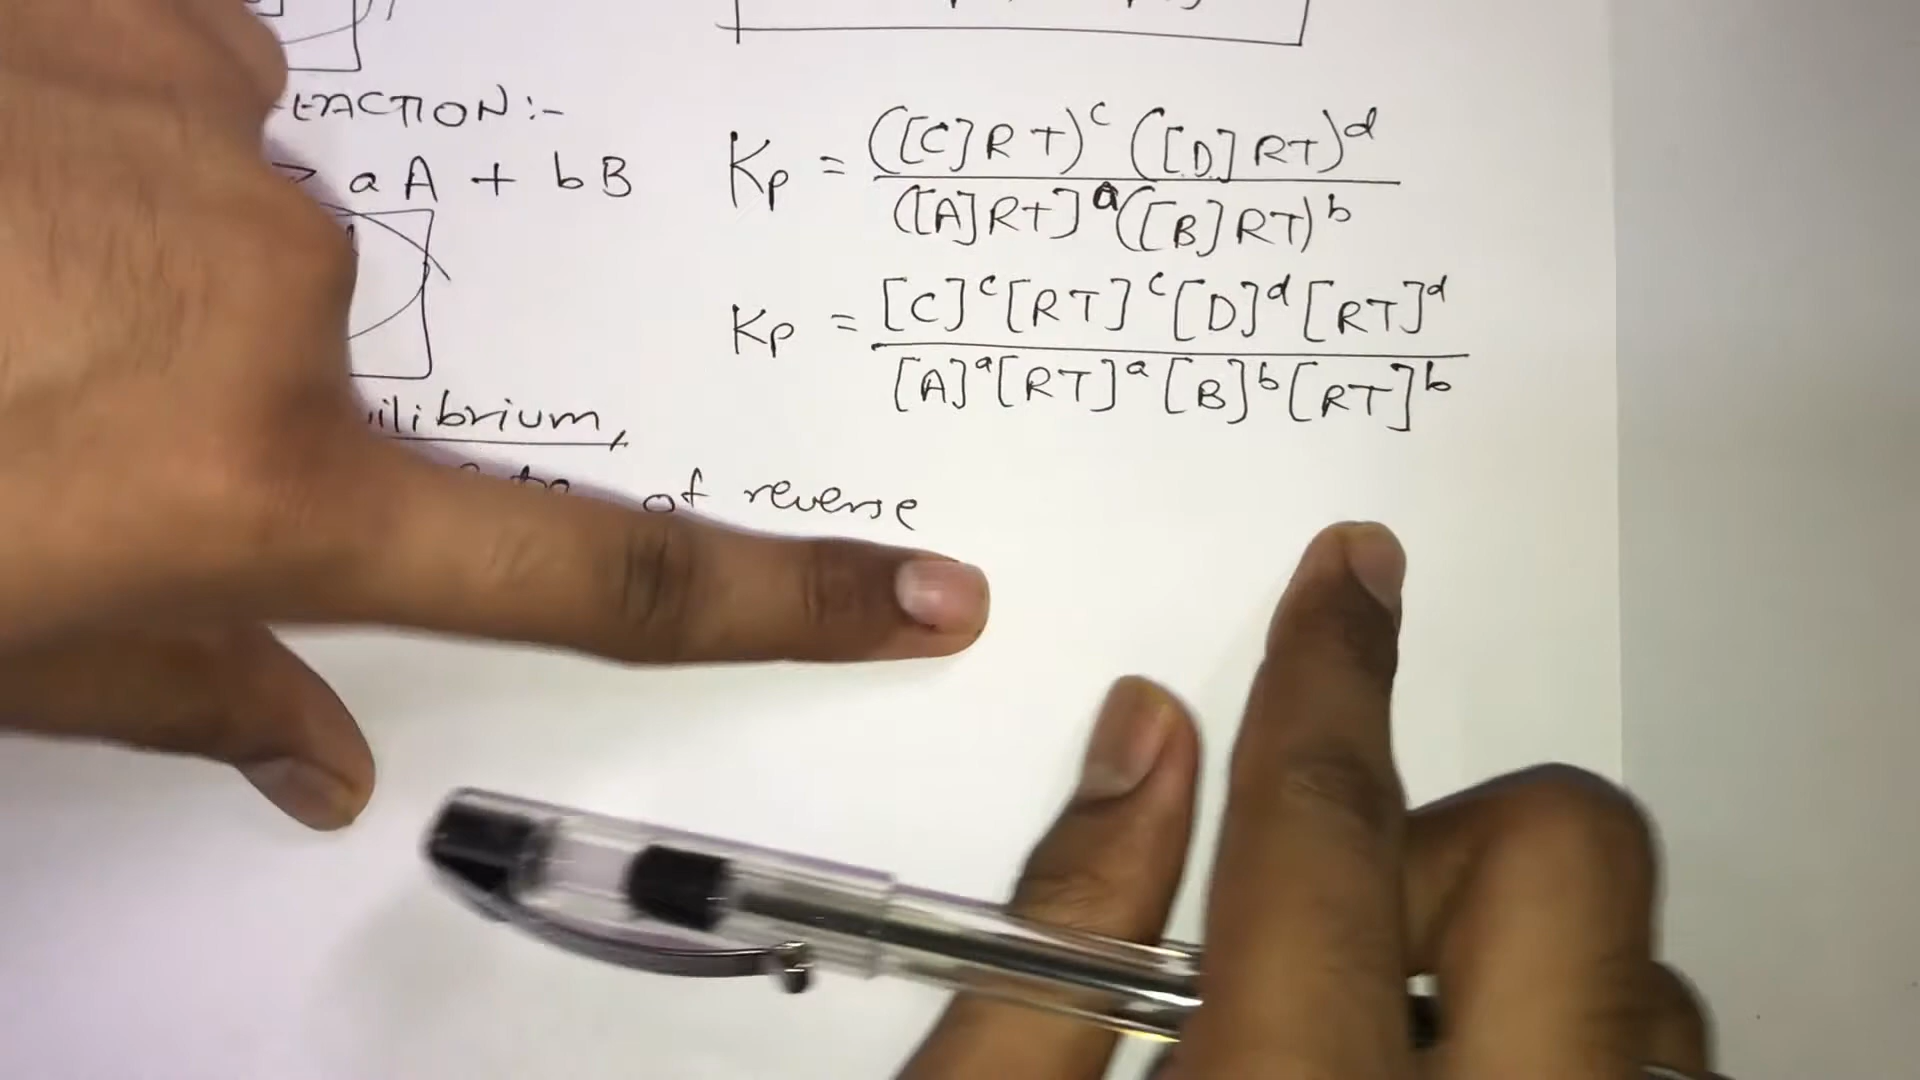 EACTION:-
> aA + bB
ilibrium,
of reverse
Kp = ([C]RT)^c ([D]RT)^d / ([A]RT]^a ([B]RT)^b
Kp = [C]^c [RT]^c [D]^d [RT]^d / [A]^a [RT]^a [B]^b [RT]^b